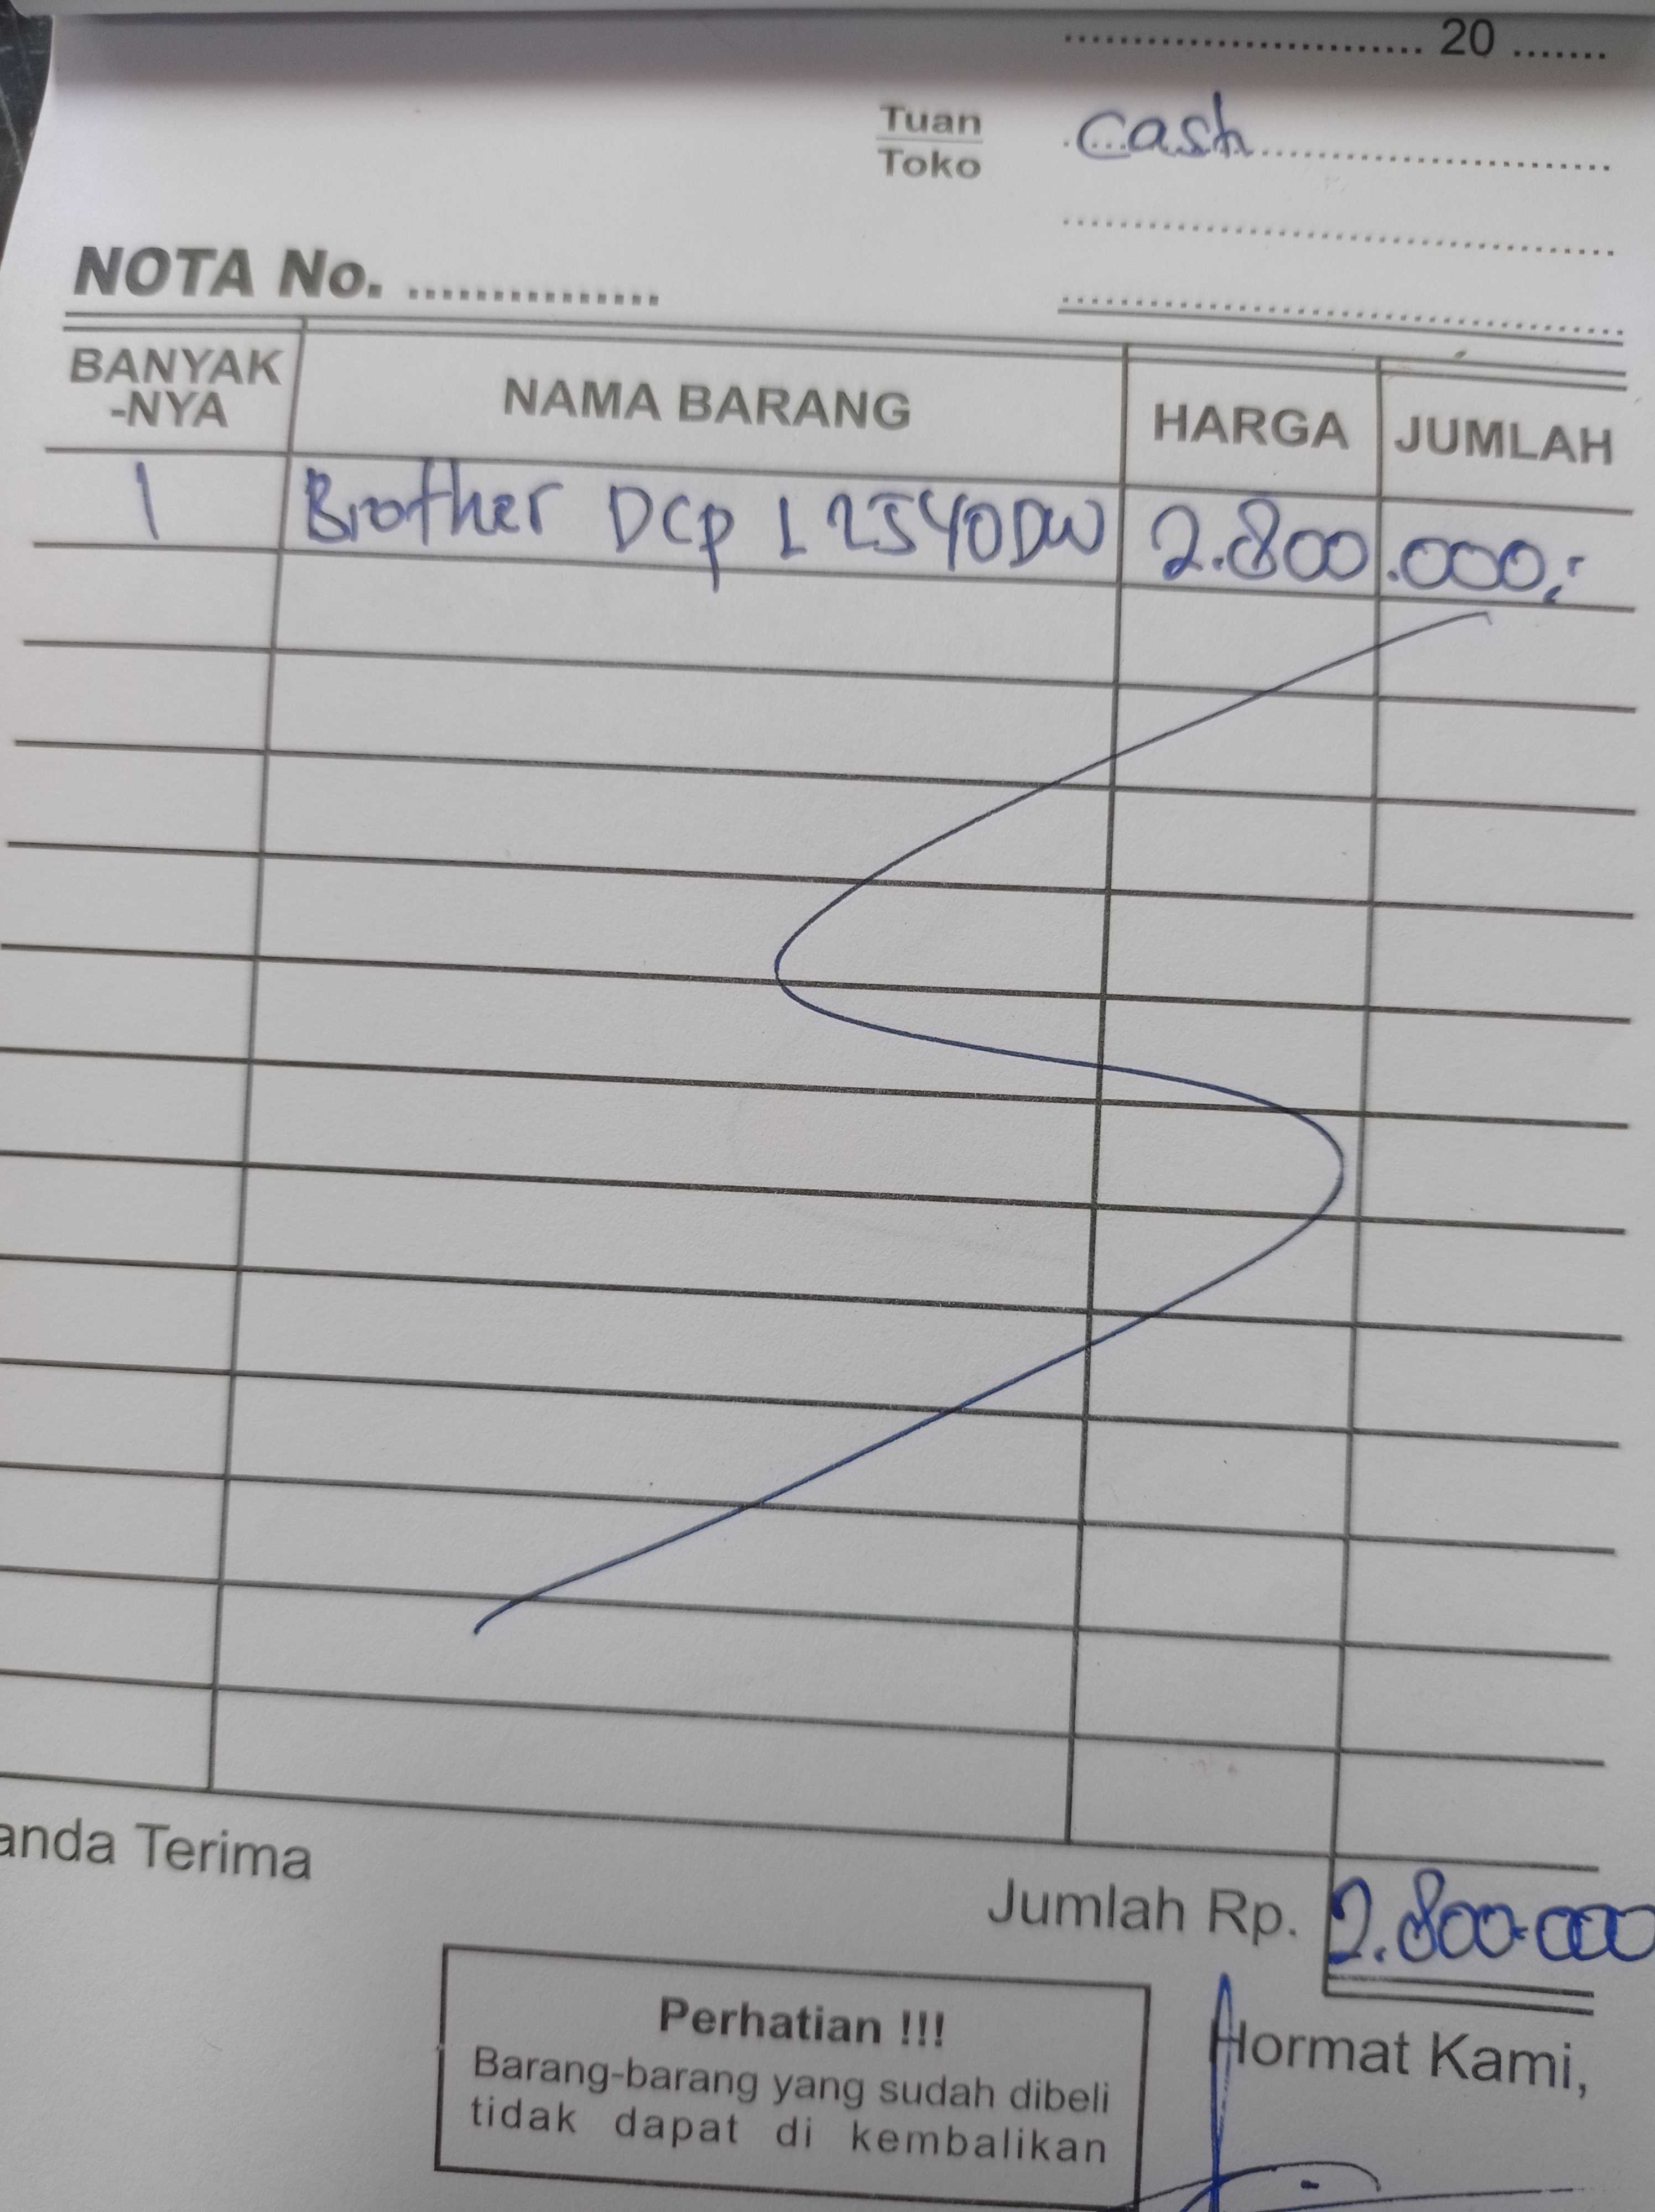 ........................... 20 .......
Tuan cash
Toko
NOTA No. ...............
BANYAK-NYA NAMA BARANG HARGA JUMLAH
1 Brother DCP L2540DW 2.800.000,-
anda Terima
Jumlah Rp. 2.800.000
Perhatian !!!
Barang-barang yang sudah dibeli
tidak dapat di kembalikan
Hormat Kami,